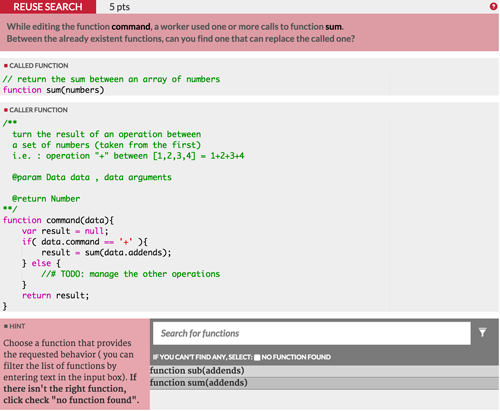 REUSE SEARCH 5 pts
While editing the function command, a worker used one or more calls to function sum.
Between the already existent functions, can you find one that can replace the called one?
CALLED FUNCTION
// return the sum between an array of numbers
function sum(numbers)
CALLER FUNCTION
/**
turn the result of an operation between
a set of numbers (taken from the first)
i.e. : operation "+" between [1,2,3,4] = 1+2+3+4
@param Data data , data arguments
@return Number
**/
function command(data){
var result = null;
if( data.command == '+' ){
result = sum(data.addends);
} else {
//# TODO: manage the other operations
}
return result;
}
HINT
Choose a function that provides
the requested behavior ( you can
filter the list of functions by
entering text in the input box). If
there isn't the right function,
click check "no function found".
Search for functions
IF YOU CAN'T FIND ANY, SELECT: NO FUNCTION FOUND
function sub(addends)
function sum(addends)